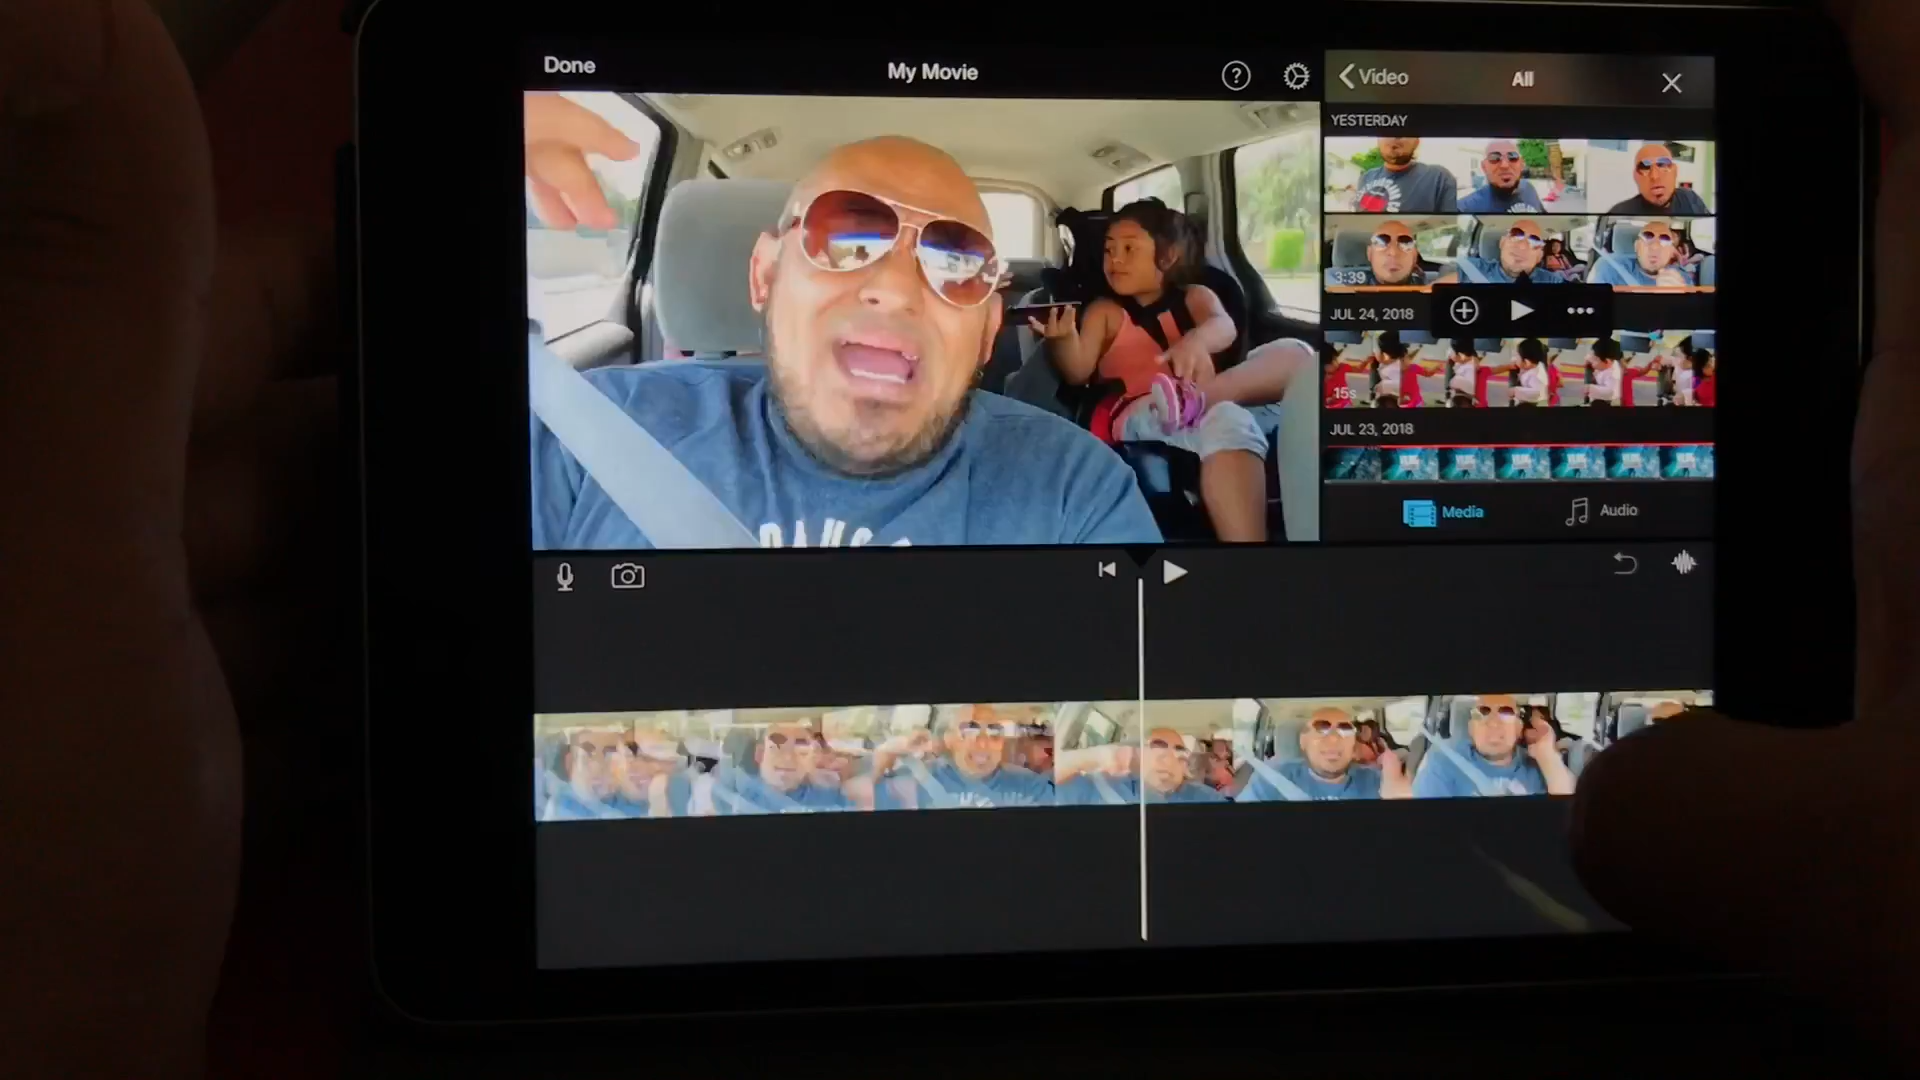 Done
My Movie
?
Video
All
YESTERDAY
3:39
JUL 24, 2018
15s
JUL 23, 2018
Media
Audio